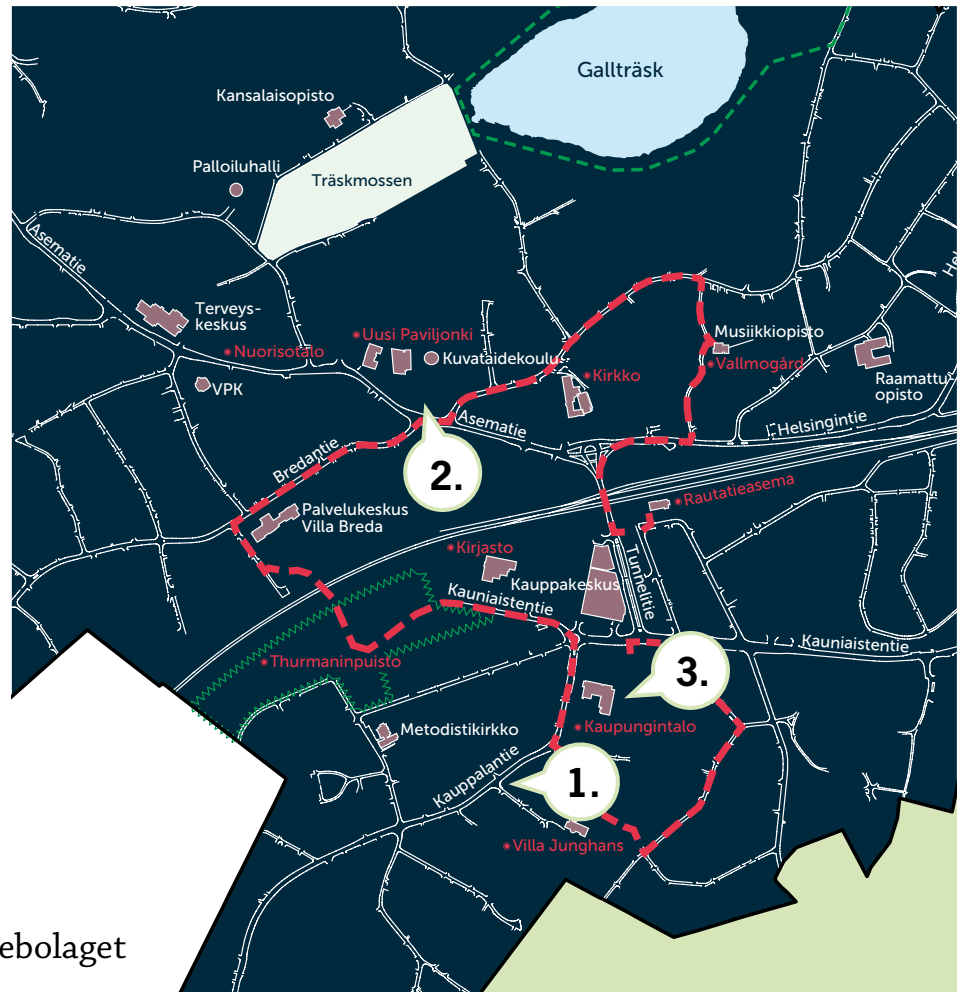 Gallträsk
Kansalaisopisto
Palloiluhalli
Träskmossen
Asematie
Terveys-
keskus
Nuorisotalo
Uusi Paviljonki
Kuvataidekoulu
VPK
Kirkko
Musiikkiopisto
Vallmogård
Raamattu
opisto
He
Asematie
Helsingintie
2.
Bredantie
Rautatieasema
Palvelukeskus
Villa Breda
Kirjasto
Kauppakeskus
Tunnelitie
Kauniaistentie
Kauniaistentie
Thurmaninpuisto
3.
Metodistikirkko
Kaupungintalo
Kauppalantie
1.
Villa Junghans
ebolaget